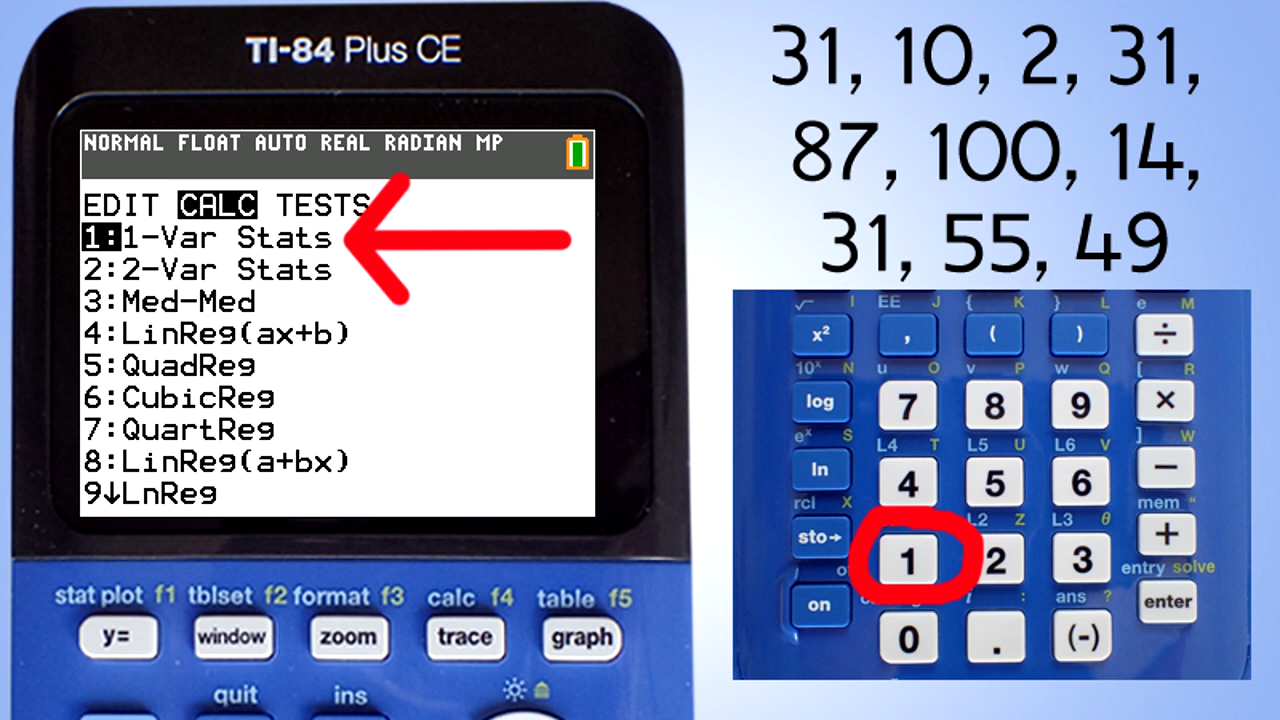 TI-84 Plus CE
NORMAL FLOAT AUTO REAL RADIAN MP
EDIT CALC TESTS
1:1-Var Stats
2:2-Var Stats
3:Med-Med
4:LinReg(ax+b)
5:QuadReg
6:CubicReg
7:QuartReg
8:LinReg(a+bx)
9↓LnReg
stat plot f1 tblset f2 format f3 calc f4 table f5
y= window zoom trace graph
quit ins
31, 10, 2, 31,
87, 100, 14,
31, 55, 49
√ I EE J { K } L e M
x² , ( ) ÷
10ˣ N u O v P w Q [ R
log 7 8 9 ×
eˣ S L4 T L5 U L6 V ] W
ln 4 5 6 −
rcl X L2 Z L3 θ mem "
sto→ 1 2 3 +
entry solve
i : ans ?
on 0 . (-) enter